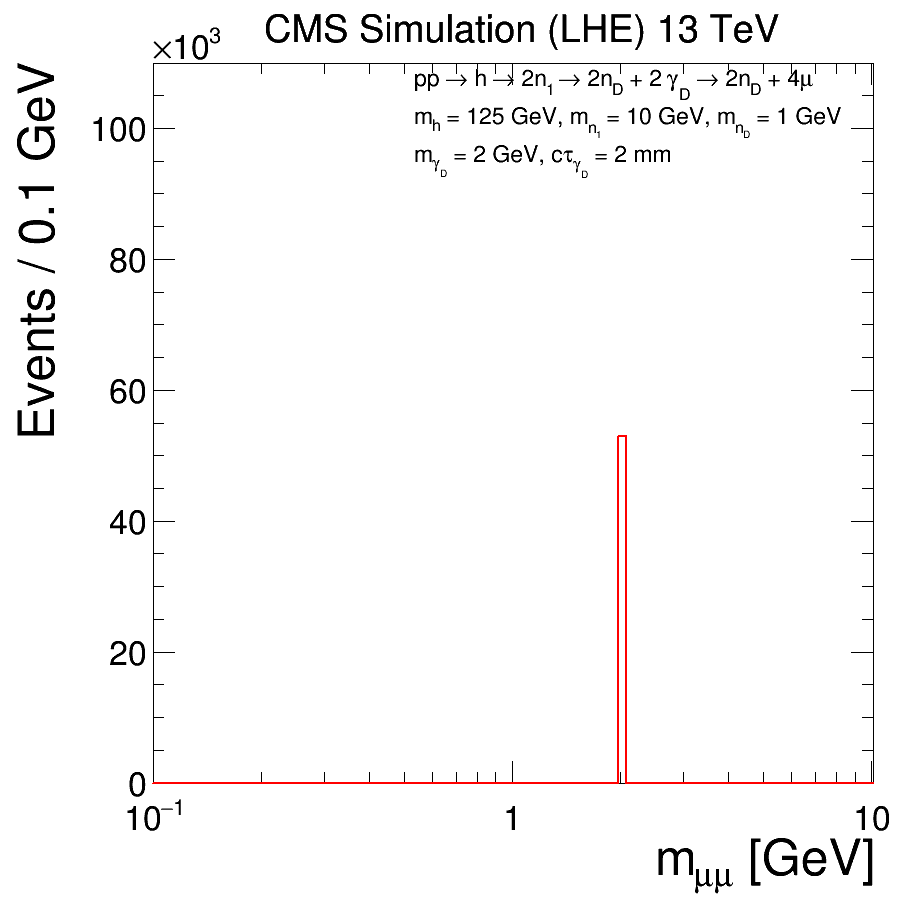 ×10³ CMS Simulation (LHE) 13 TeV
pp → h → 2n₁ → 2n_D + 2 γ_D → 2n_D + 4μ
m_h = 125 GeV, m_n₁ = 10 GeV, m_n_D = 1 GeV
m_γ_D = 2 GeV, cτ_γ_D = 2 mm
Events / 0.1 GeV
100
80
60
40
20
0
10⁻¹ 1 10
m_μμ [GeV]